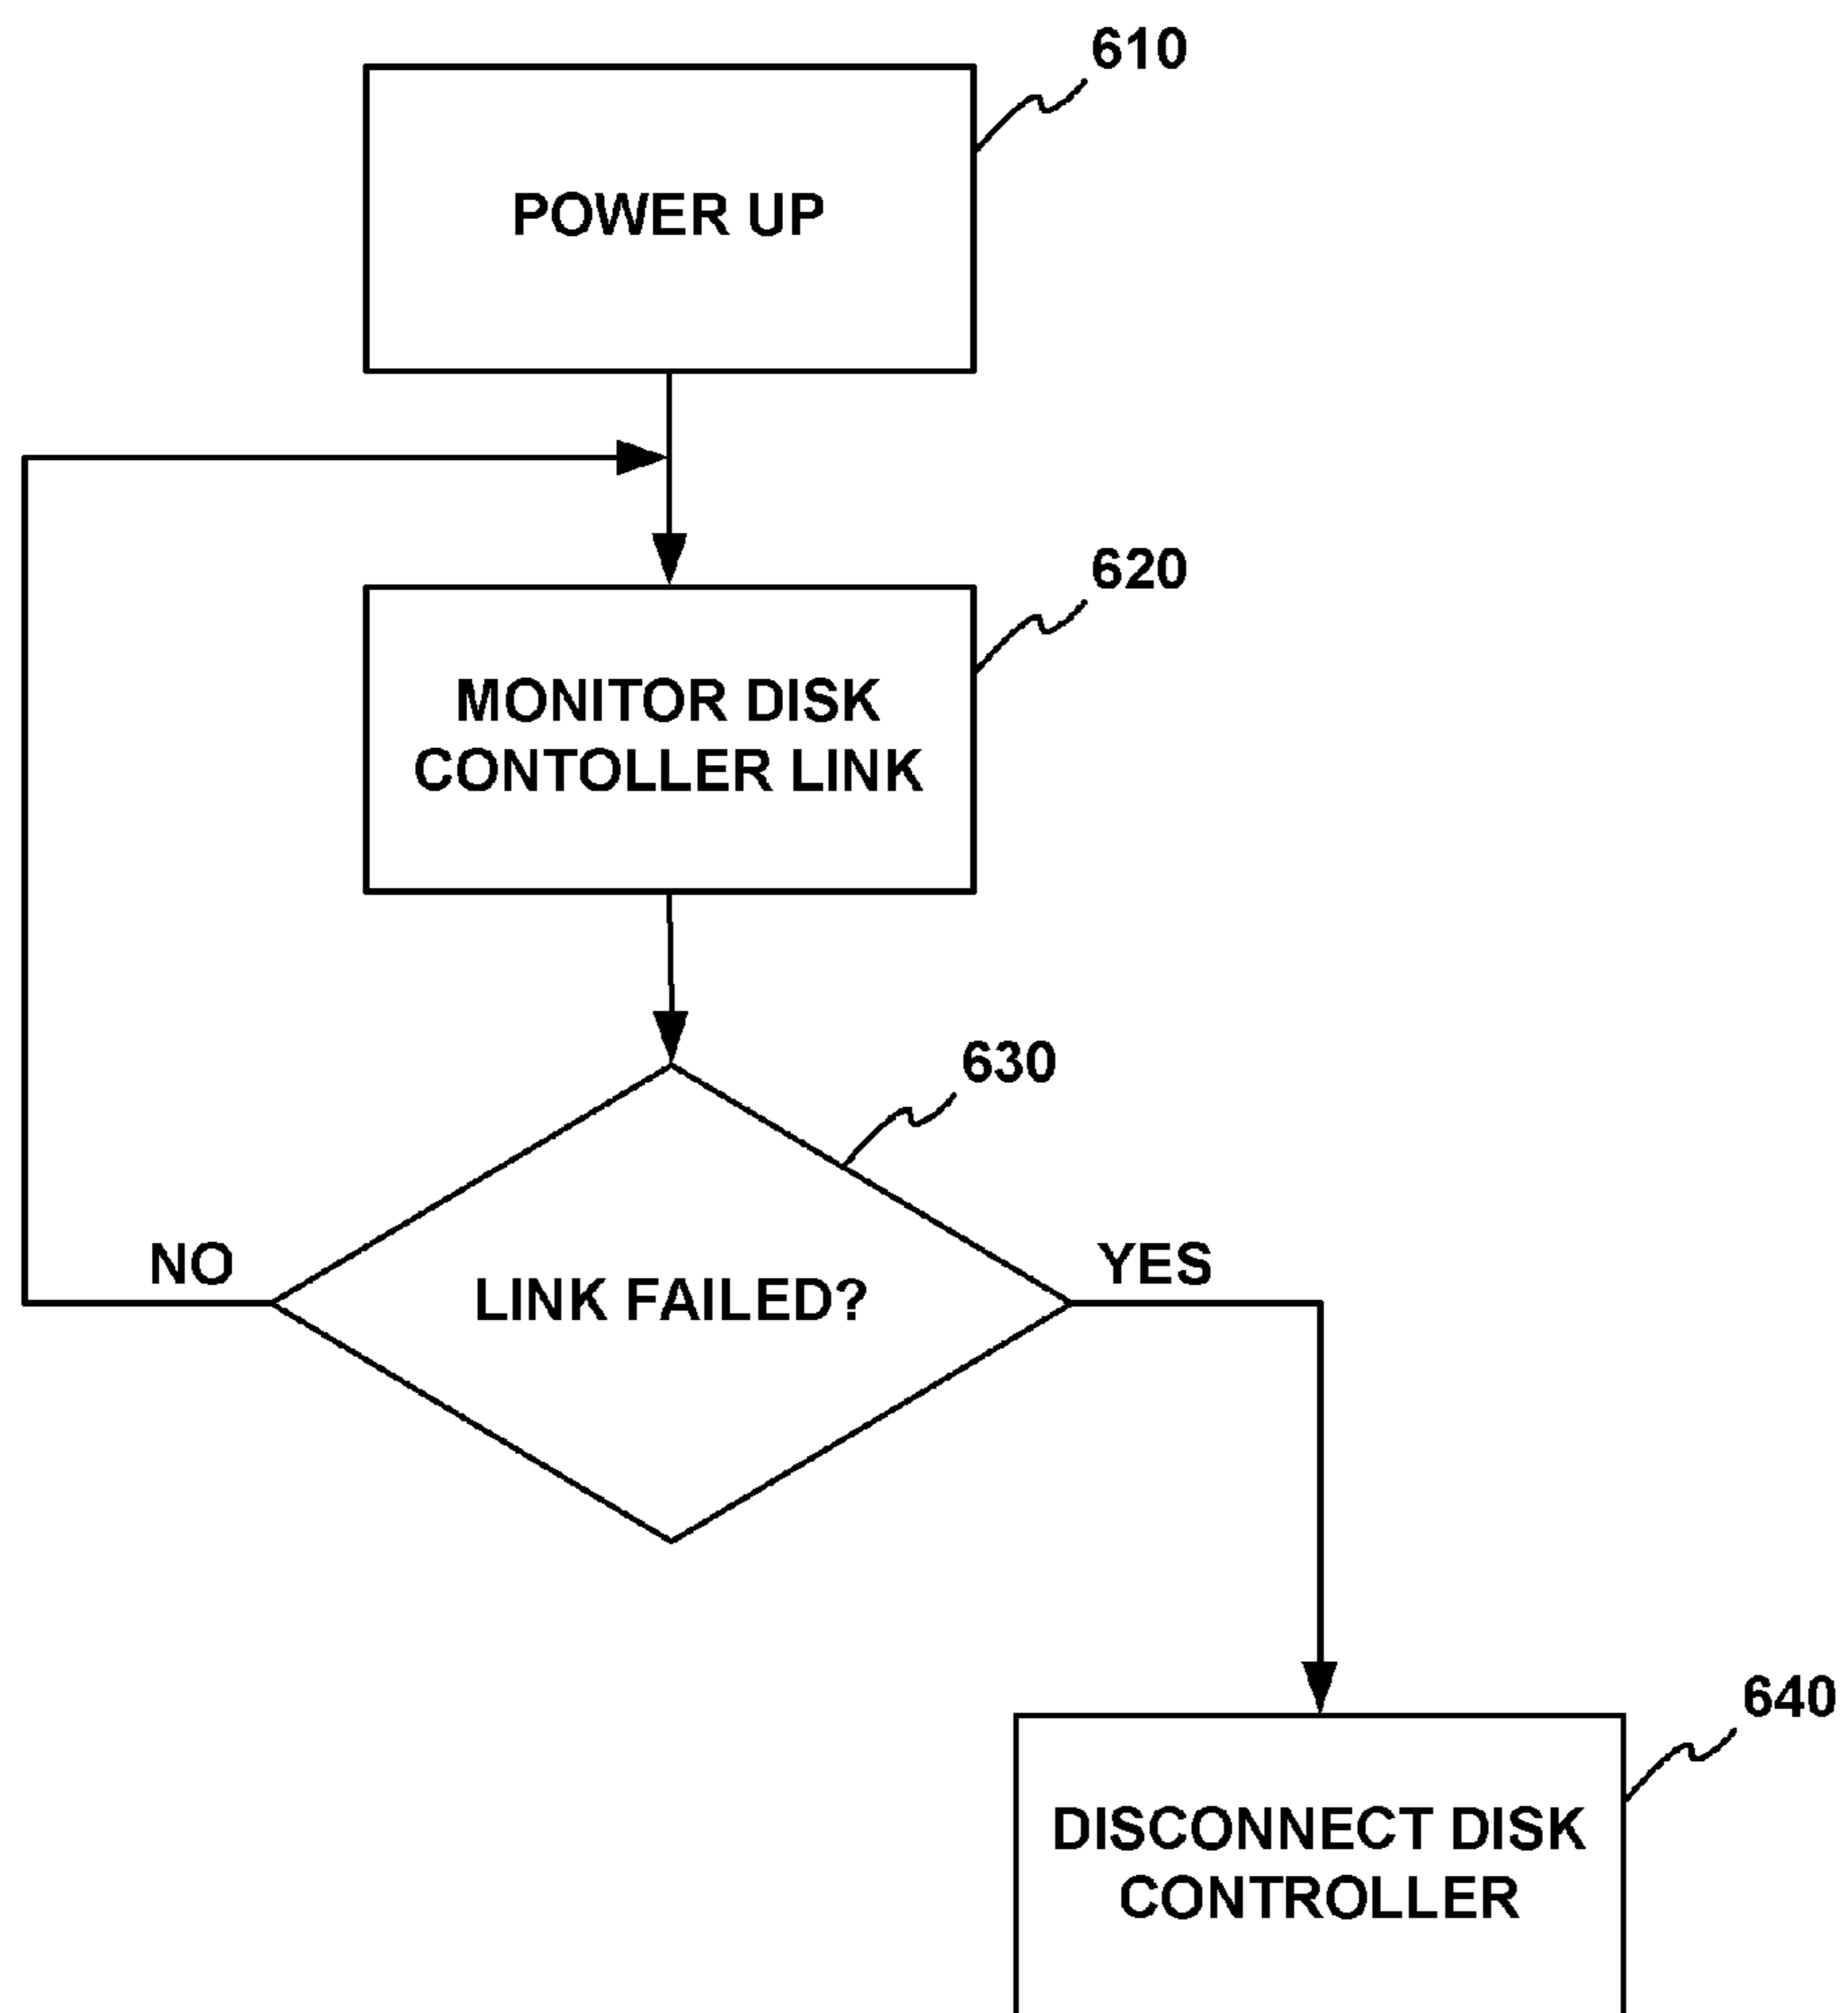 610
POWER UP
620
MONITOR DISK
CONTOLLER LINK
630
NO
YES
LINK FAILED?
640
DISCONNECT DISK
CONTROLLER